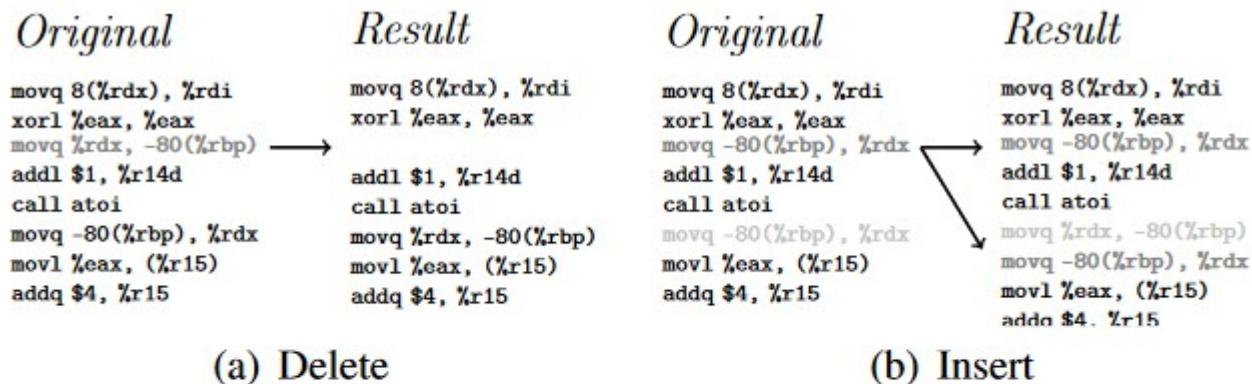 Original
movq 8(%rdx), %rdi
xorl %eax, %eax
movq %rdx, -80(%rbp)
addl $1, %r14d
call atoi
movq -80(%rbp), %rdx
movl %eax, (%r15)
addq $4, %r15
Result
movq 8(%rdx), %rdi
xorl %eax, %eax
addl $1, %r14d
call atoi
movq %rdx, -80(%rbp)
movl %eax, (%r15)
addq $4, %r15
(a) Delete
Original
movq 8(%rdx), %rdi
xorl %eax, %eax
movq -80(%rbp), %rdx
addl $1, %r14d
call atoi
movq -80(%rbp), %rdx
movl %eax, (%r15)
addq $4, %r15
Result
movq 8(%rdx), %rdi
xorl %eax, %eax
movq -80(%rbp), %rdx
addl $1, %r14d
call atoi
movq %rdx, -80(%rbp)
movq -80(%rbp), %rdx
movl %eax, (%r15)
addq $4, %r15
(b) Insert